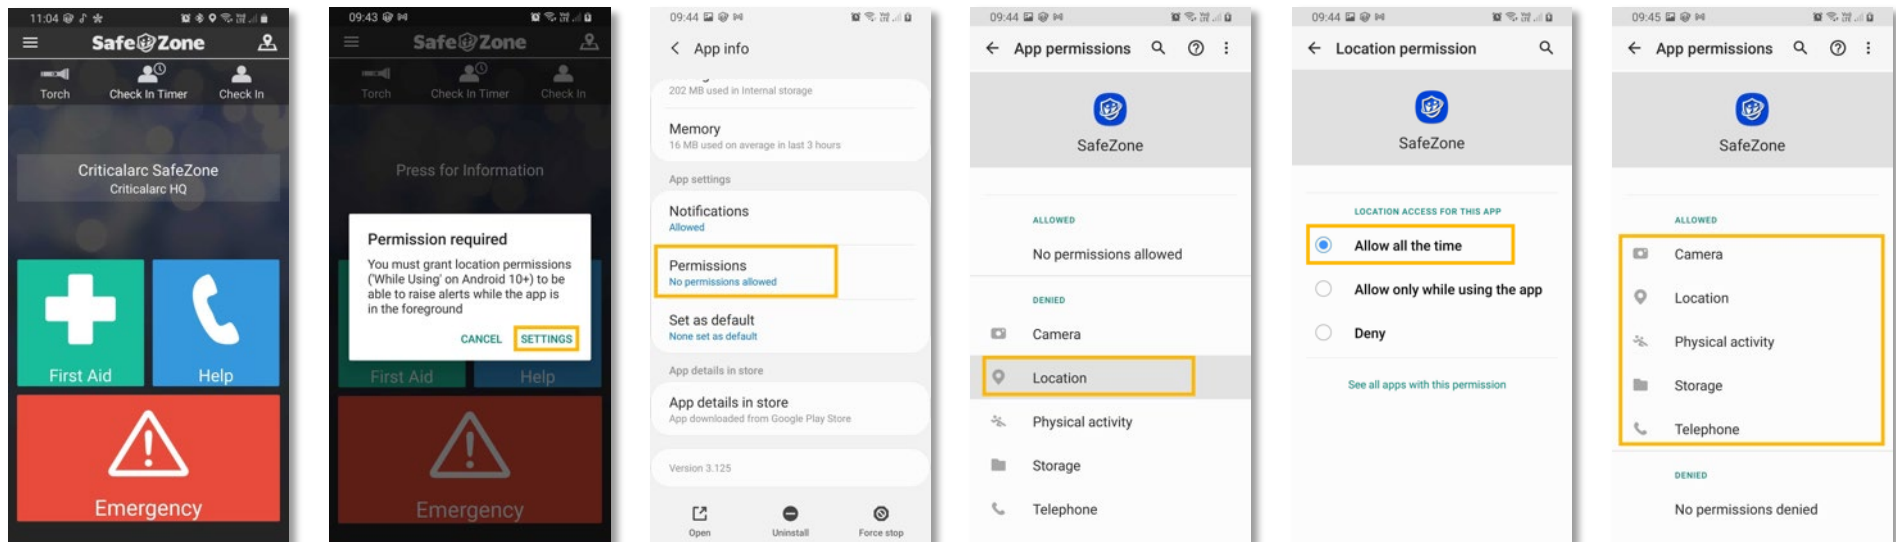 11:04
SafeZone
Torch
Check In Timer
Check In
Criticalarc SafeZone
Criticalarc HQ
First Aid
Help
Emergency
09:43
SafeZone
Torch
Check In Timer
Check In
Press for Information
Permission required
You must grant location permissions
('While Using' on Android 10+) to be
able to raise alerts while the app is
in the foreground
CANCEL
SETTINGS
First Aid
Help
Emergency
09:44
App info
202 MB used in Internal storage
Memory
16 MB used on average in last 3 hours
App settings
Notifications
Allowed
Permissions
No permissions allowed
Set as default
None set as default
App details in store
App details in store
App downloaded from Google Play Store
Version 3.125
Open
Uninstall
Force stop
09:44
App permissions
SafeZone
ALLOWED
No permissions allowed
DENIED
Camera
Location
Physical activity
Storage
Telephone
09:44
Location permission
SafeZone
LOCATION ACCESS FOR THIS APP
Allow all the time
Allow only while using the app
Deny
See all apps with this permission
09:45
App permissions
SafeZone
ALLOWED
Camera
Location
Physical activity
Storage
Telephone
DENIED
No permissions denied